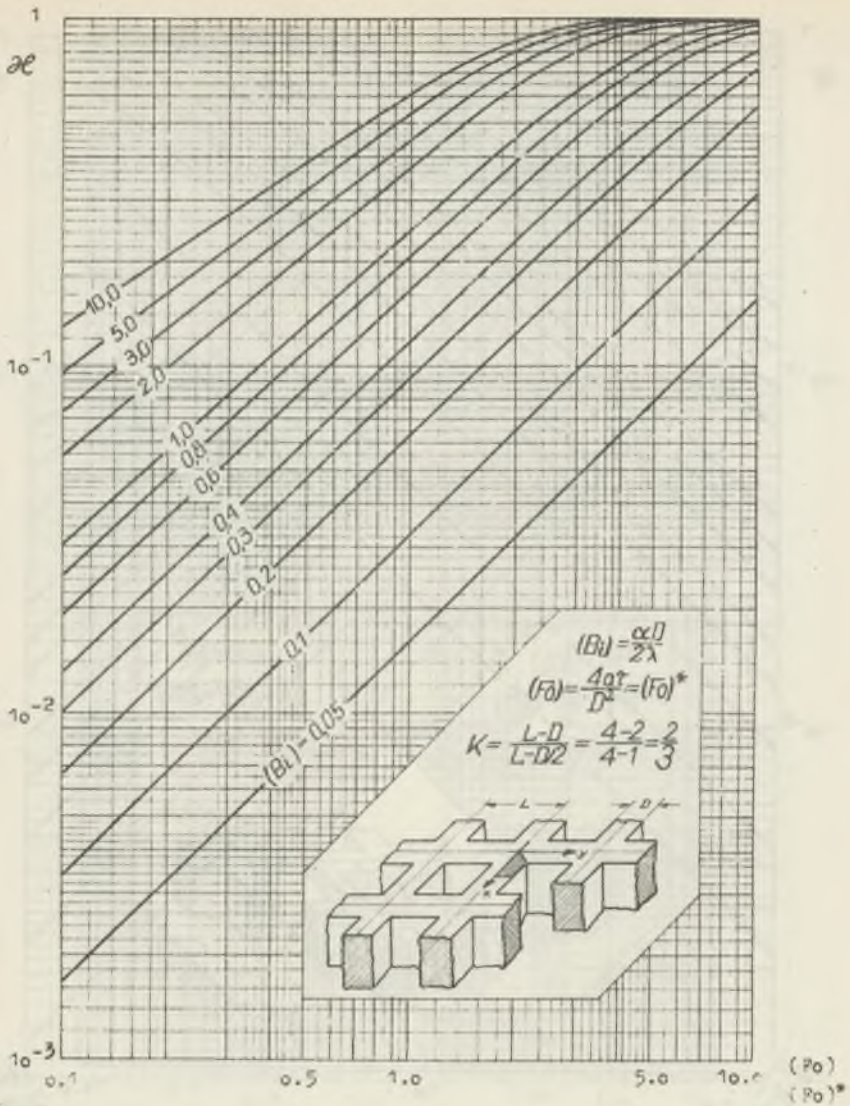 1
ϰ
10,0
5,0
3,0
2,0
10⁻¹
1,0
0,8
0,6
0,4
0,3
0,2
0,1
(Bi) = 0,05
10⁻²
(Bi) = αD/2λ
(Fo) = 4aτ/D² = (Fo)*
K = L-D/L-D/2 = 4-2/4-1 = 2/3
L
D
y
x
10⁻³
0.1 0.5 1.0 5.0 10.0
(Fo)
(Fo)*